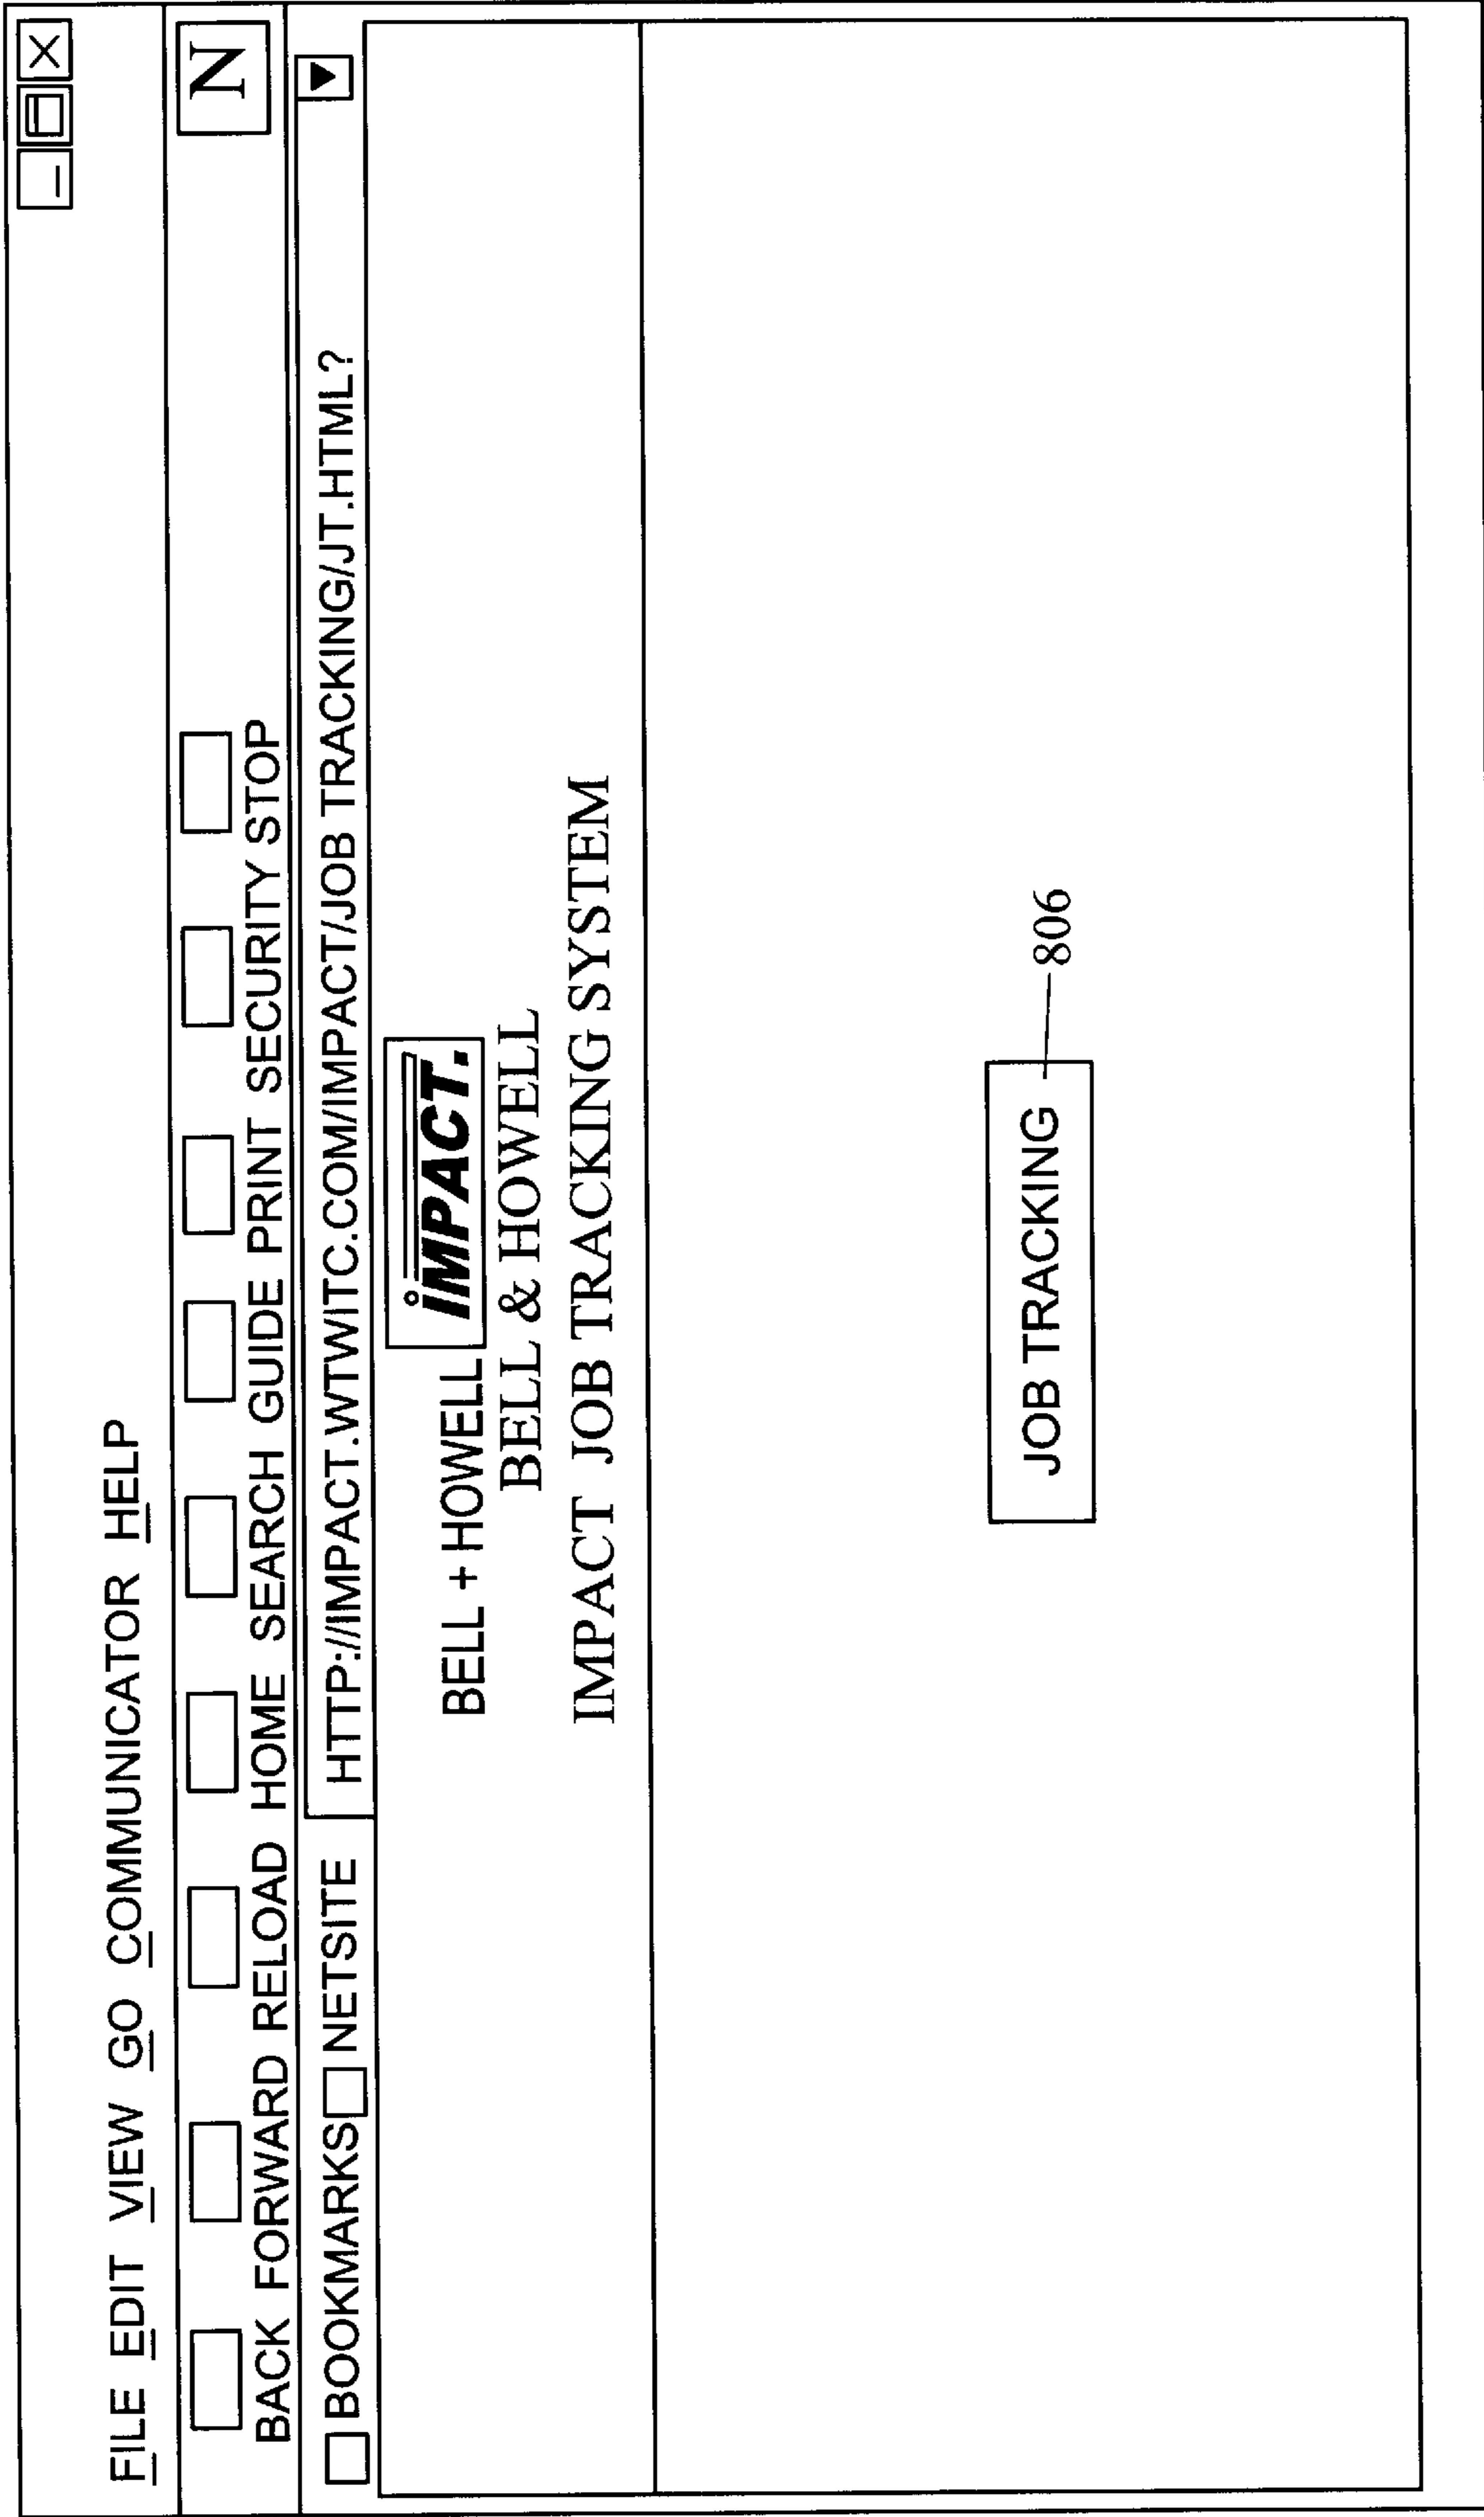 FILE EDIT VIEW GO COMMUNICATOR HELP
N
BACK FORWARD RELOAD HOME SEARCH GUIDE PRINT SECURITY STOP
BOOKMARKS NETSITE HTTP://IMPACT.WTWITC.COM/IMPACT/JOB TRACKING/JT.HTML?
BELL + HOWELL iMPACT.
BELL & HOWELL
IMPACT JOB TRACKING SYSTEM
JOB TRACKING 806